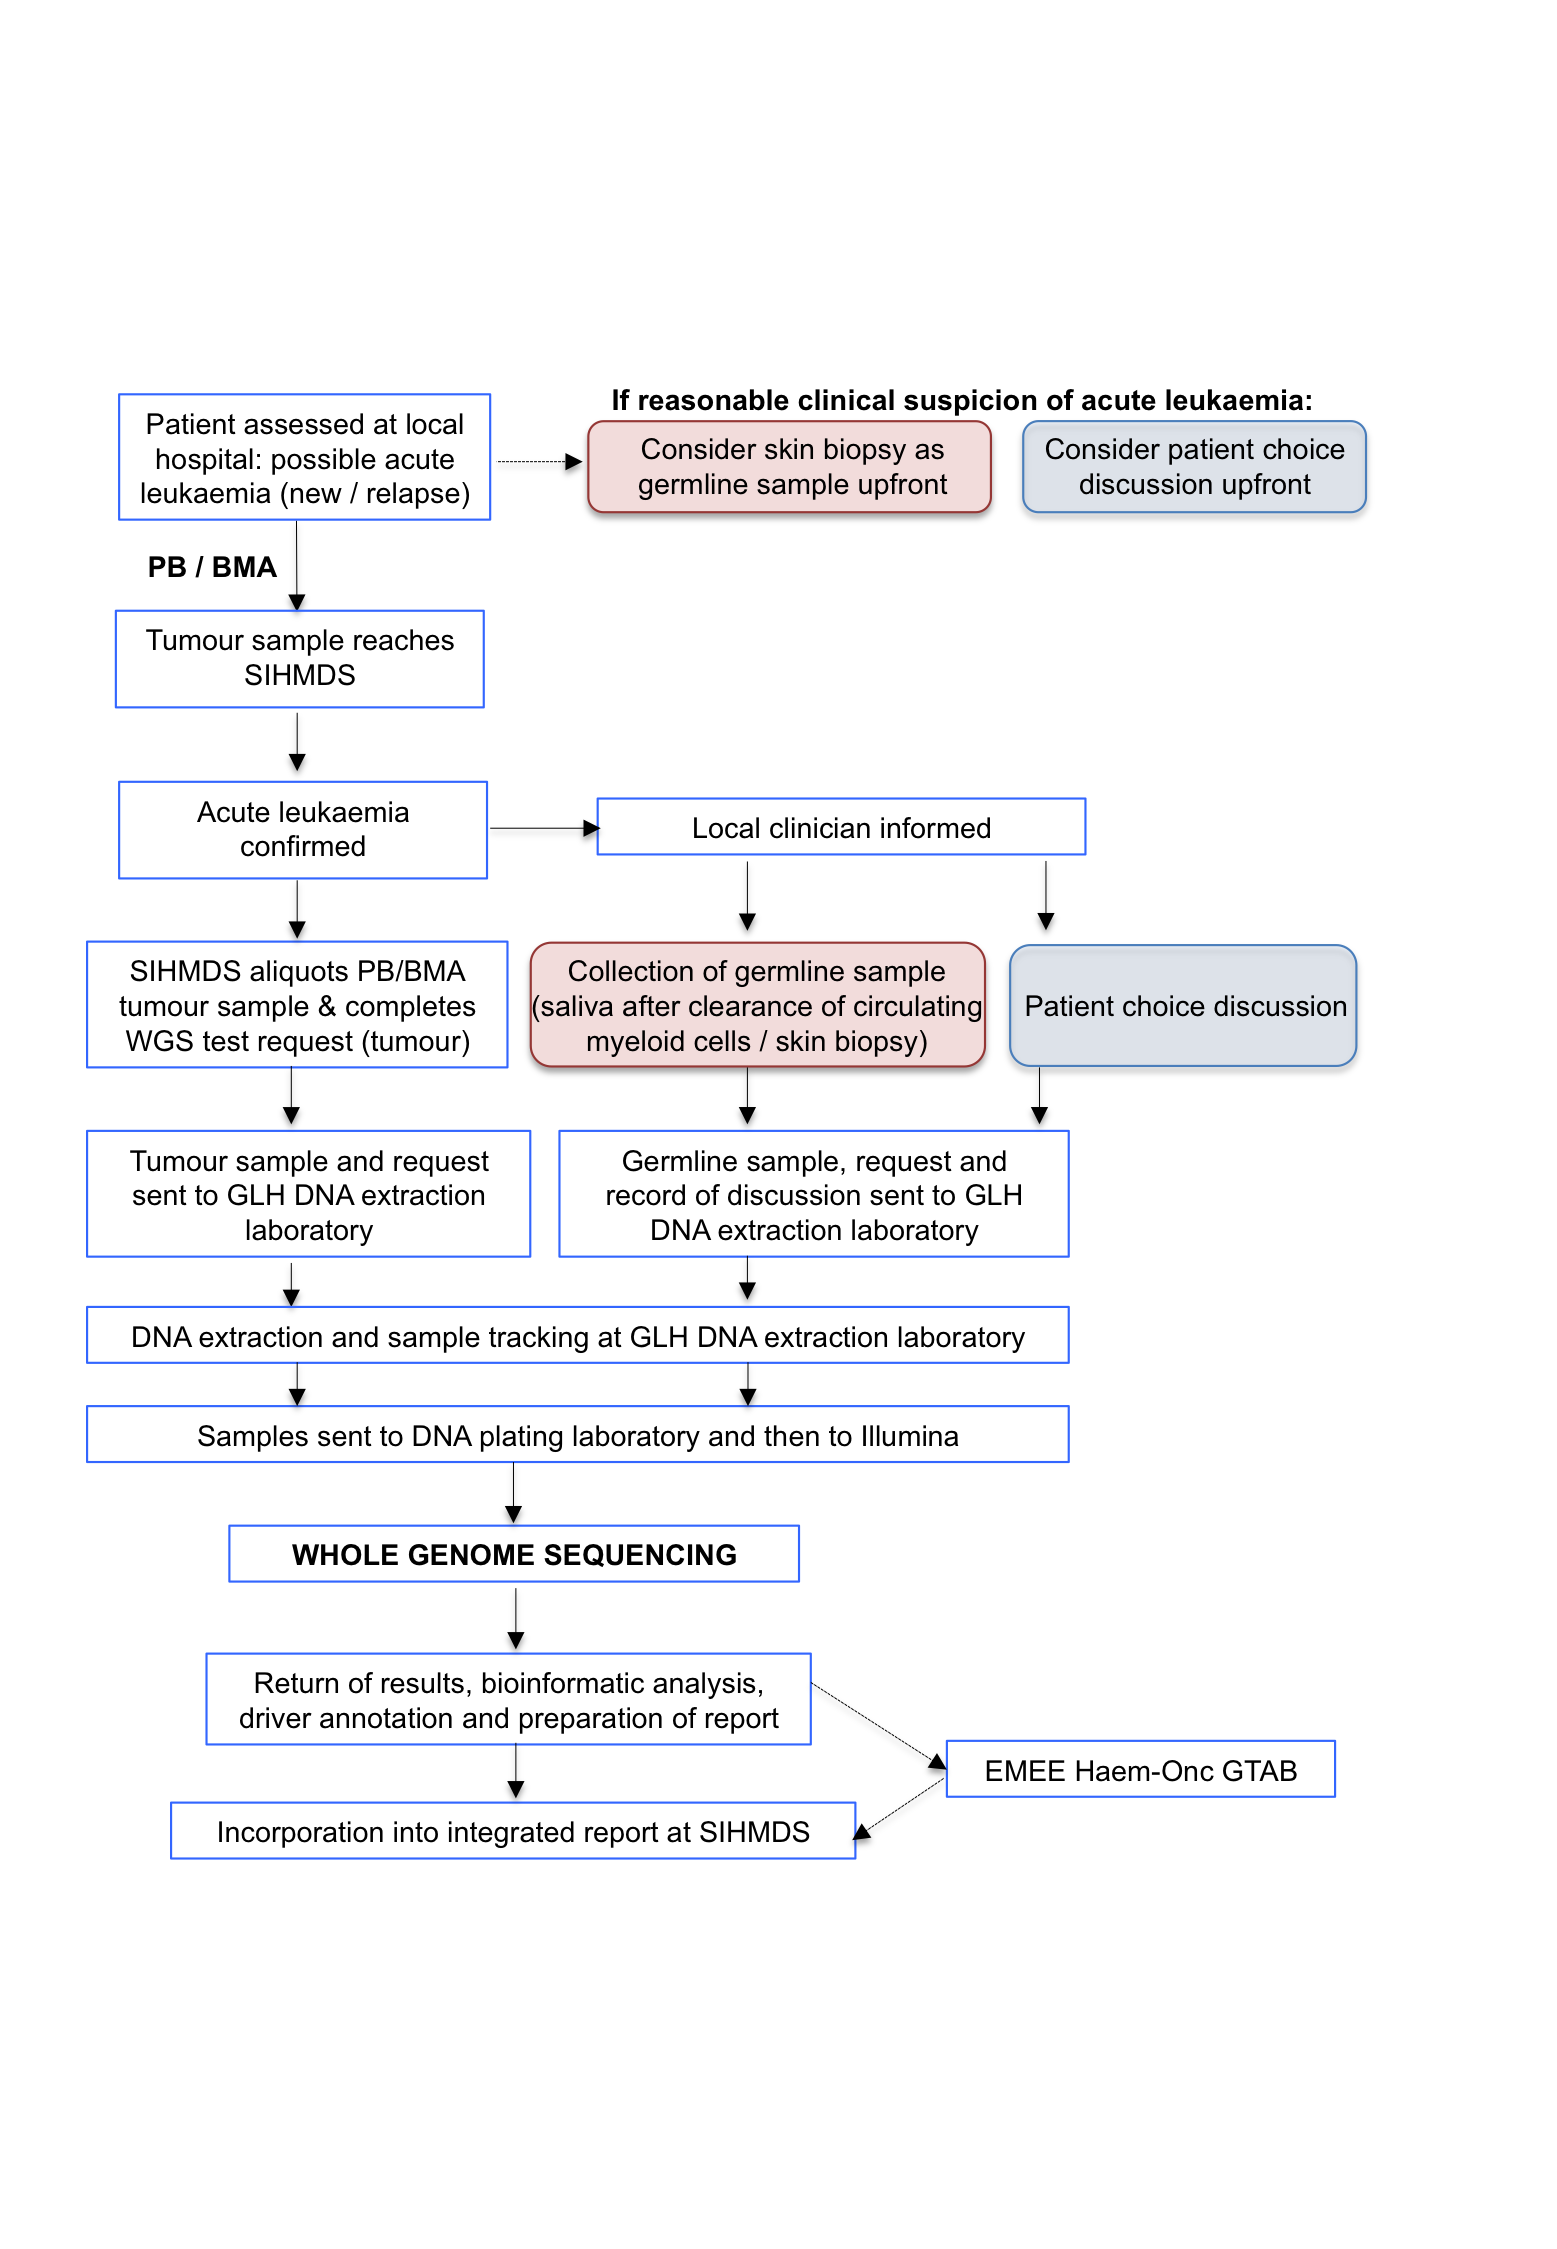 If reasonable clinical suspicion of acute leukaemia:
Patient assessed at local
hospital: possible acute
leukaemia (new / relapse)
Consider skin biopsy as
germline sample upfront
Consider patient choice
discussion upfront
PB / BMA
Tumour sample reaches
SIHMDS
Acute leukaemia
confirmed
Local clinician informed
SIHMDS aliquots PB/BMA
tumour sample & completes
WGS test request (tumour)
Collection of germline sample
(saliva after clearance of circulating
myeloid cells / skin biopsy)
Patient choice discussion
Tumour sample and request
sent to GLH DNA extraction
laboratory
Germline sample, request and
record of discussion sent to GLH
DNA extraction laboratory
DNA extraction and sample tracking at GLH DNA extraction laboratory
Samples sent to DNA plating laboratory and then to Illumina
WHOLE GENOME SEQUENCING
Return of results, bioinformatic analysis,
driver annotation and preparation of report
EMEE Haem-Onc GTAB
Incorporation into integrated report at SIHMDS